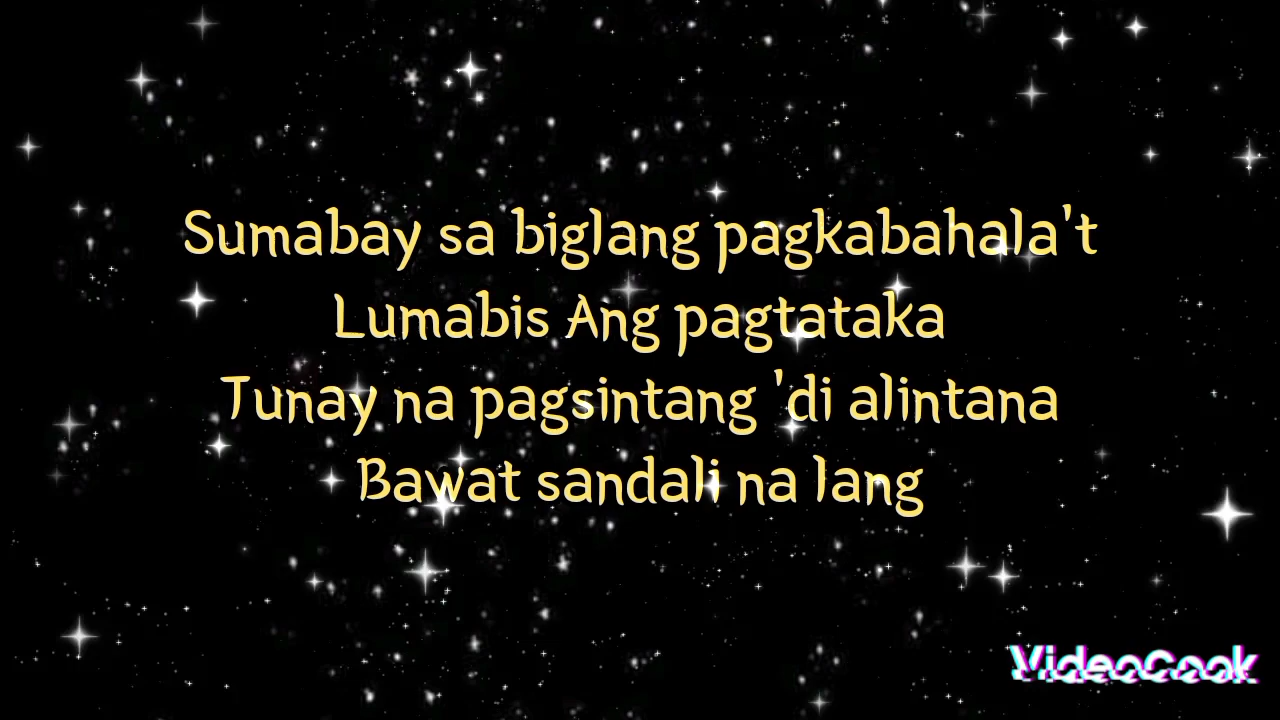 Sumabay sa biglang pagkabahala't
Lumabis Ang pagtataka
Tunay na pagsintang 'di alintana
Bawat sandali na lang
VideoCook